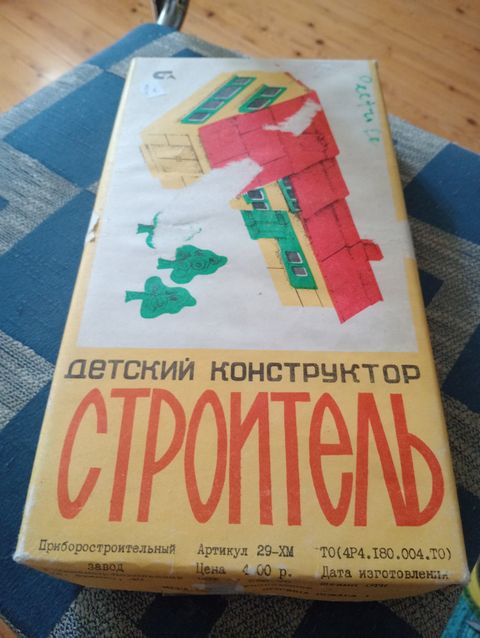 ДЕТСКИЙ КОНСТРУКТОР
СТРОИТЕЛЬ
Приборостроительный Артикул 29-ХМ ТО(4Р4.180.004.ТО)
завод Цена 4 00 р. Дата изготовления